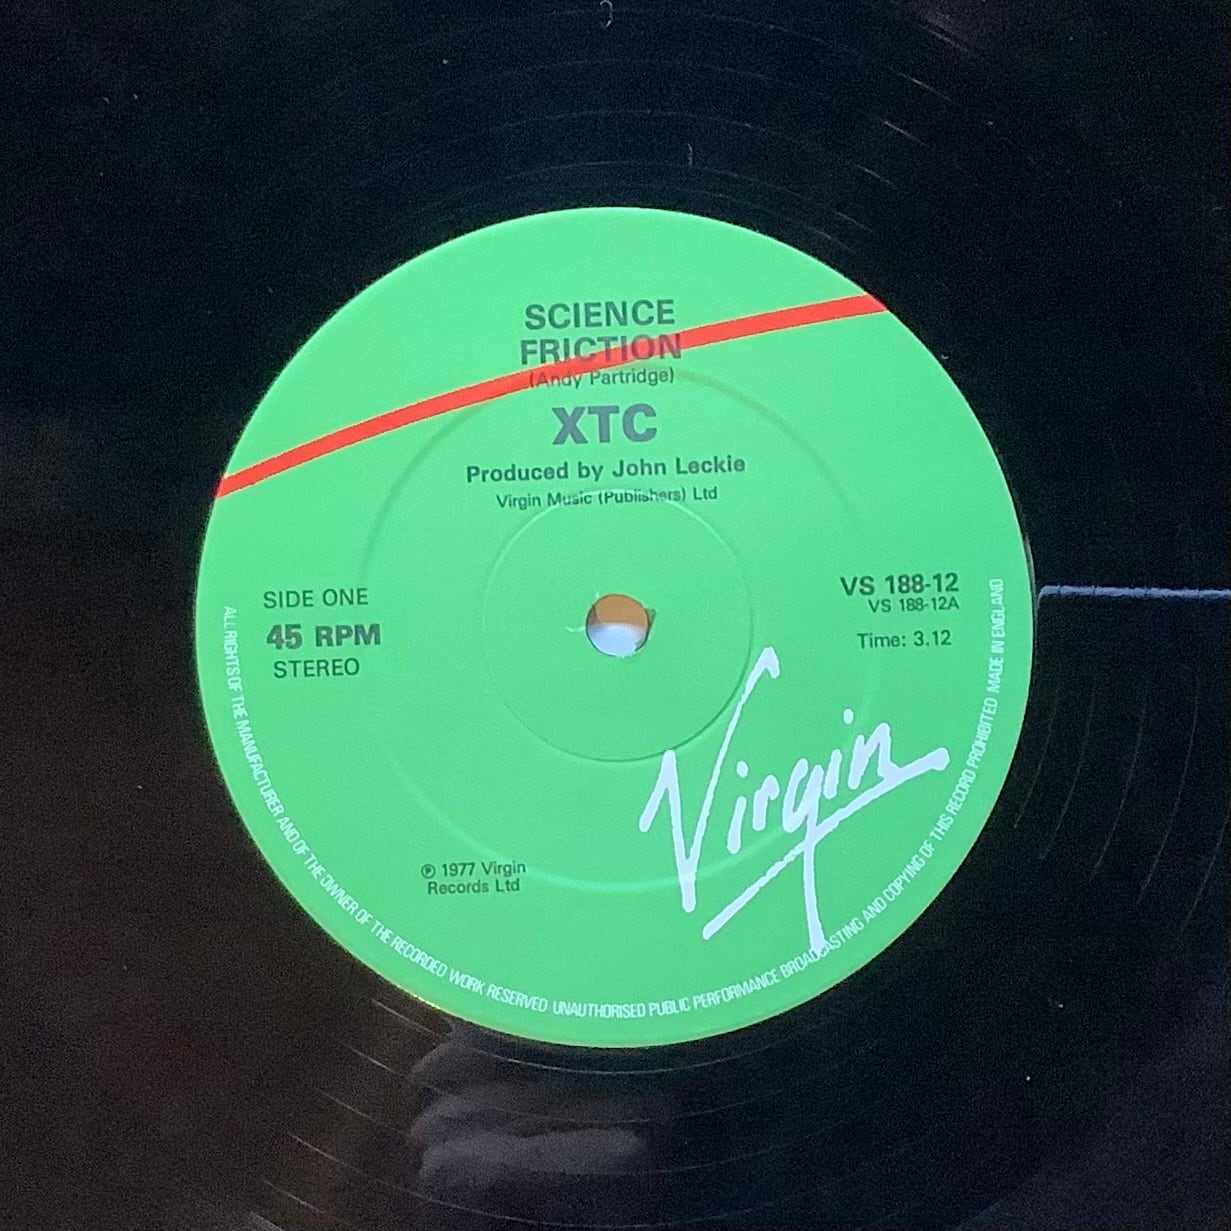 SCIENCE
FRICTION
(Andy Partridge)
XTC
Produced by John Leckie
Virgin Music (Publishers) Ltd
SIDE ONE
45 RPM
STEREO
VS 188-12
VS 188-12A
Time: 3.12
Virgin
℗ 1977 Virgin
Records Ltd
ALL RIGHTS OF THE MANUFACTURER AND OF THE OWNER OF THE RECORDED WORK RESERVED UNAUTHORISED PUBLIC PERFORMANCE BROADCASTING AND COPYING OF THIS RECORD PROHIBITED MADE IN ENGLAND